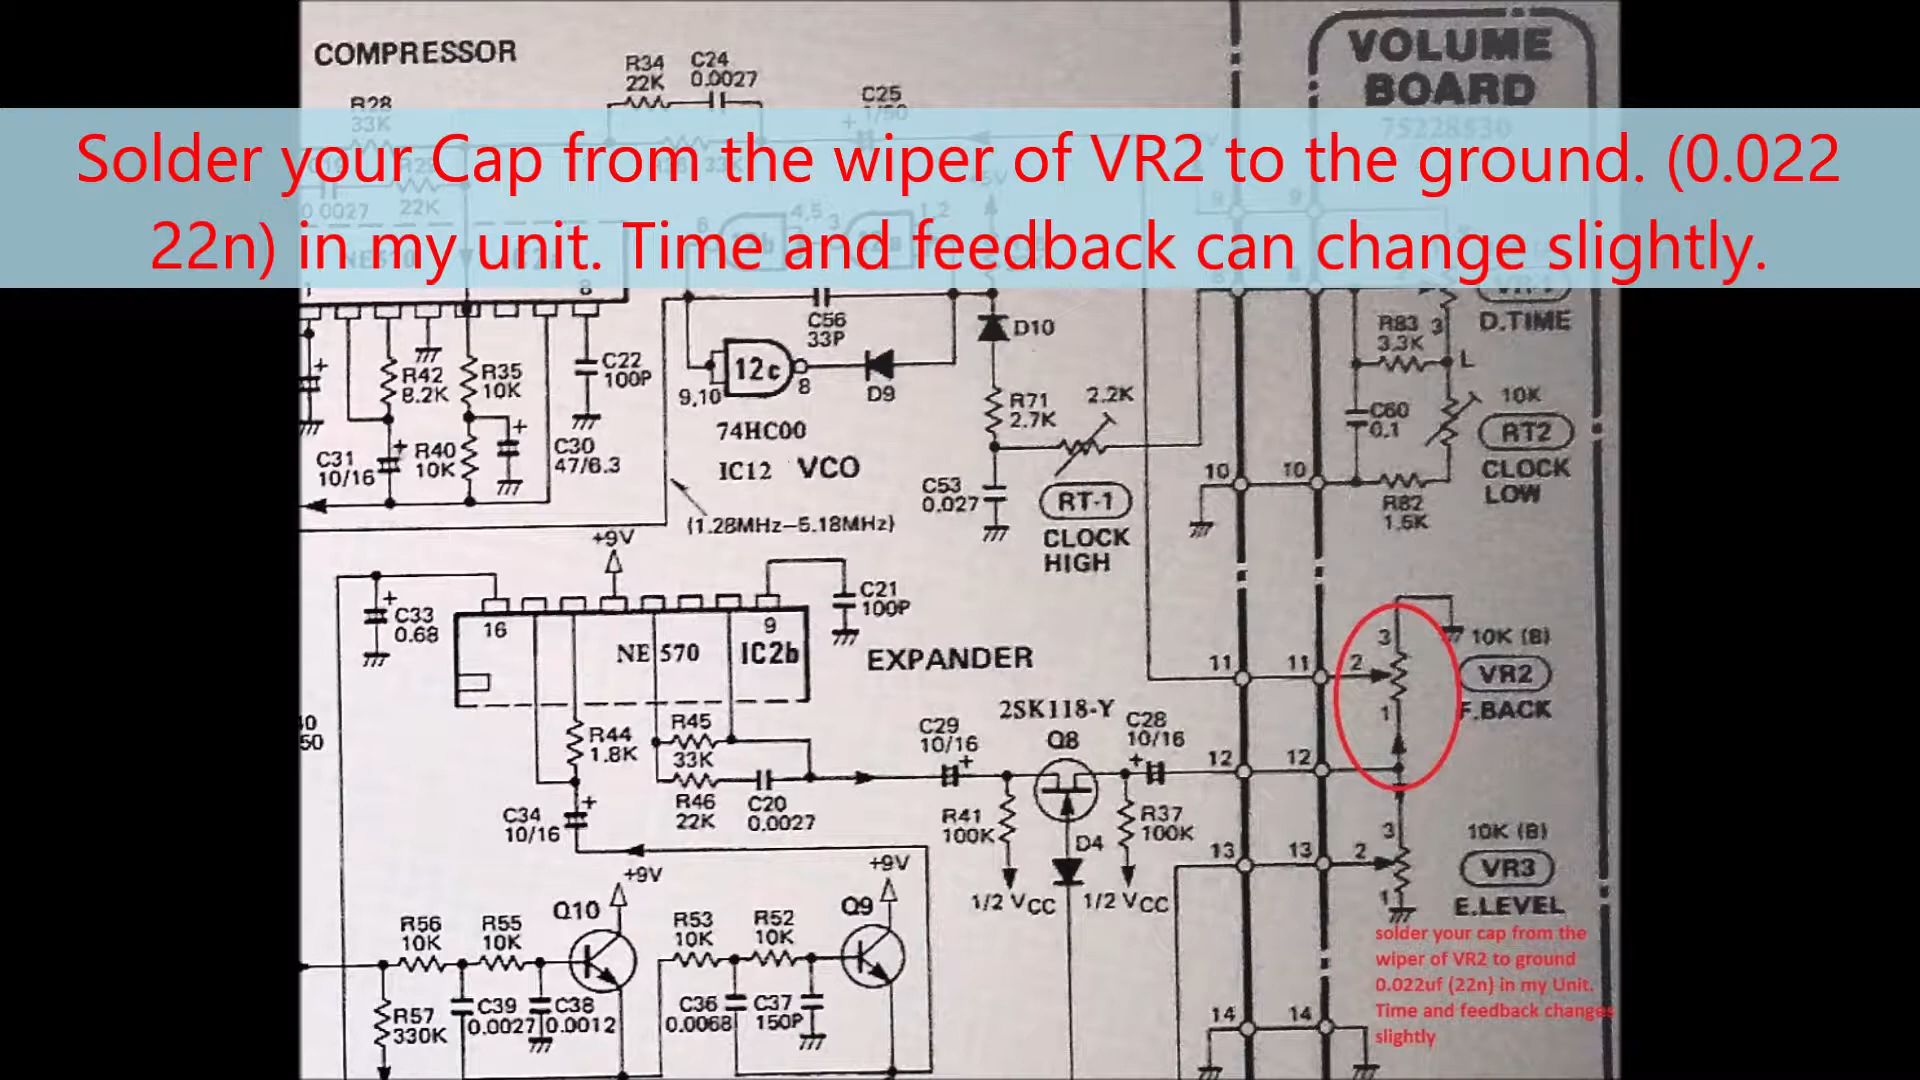 COMPRESSOR
R34
22K
C24
0.0027
C25
VOLUME
BOARD
R28
33K
75228530
Solder your Cap from the wiper of VR2 to the ground. (0.022
22n) in my unit. Time and feedback can change slightly.
0.0027
22K
8
C56
33P
12c
9,10
8
D9
74HC00
IC12 VCO
(1.28MHz–5.18MHz)
D10
R71
2.7K
2.2K
C53
0.027
RT-1
CLOCK
HIGH
R83
3.3K
3
D.TIME
L
C60
0.1
10K
RT2
CLOCK
LOW
R82
1.5K
10
10
R42
8.2K
R35
10K
C22
100P
C31
10/16
R40
10K
C30
47/6.3
+9V
C33
0.68
16
NE570
9
IC2b
C21
100P
EXPANDER
11
11
2
3
1
10K (B)
VR2
F.BACK
R44
1.8K
R45
33K
R46
22K
C20
0.0027
C34
10/16
C29
10/16
2SK118-Y
Q8
C28
10/16
12
12
R41
100K
R37
100K
D4
1/2 VCC
1/2 VCC
13
13
2
3
1
10K (B)
VR3
E.LEVEL
+9V
+9V
R56
10K
R55
10K
Q10
R53
10K
R52
10K
Q9
R57
330K
C39
0.0027
C38
0.0012
C36
0.0068
C37
150P
14
14
solder your cap from the
wiper of VR2 to ground
0.022uf (22n) in my Unit.
Time and feedback changes
slightly